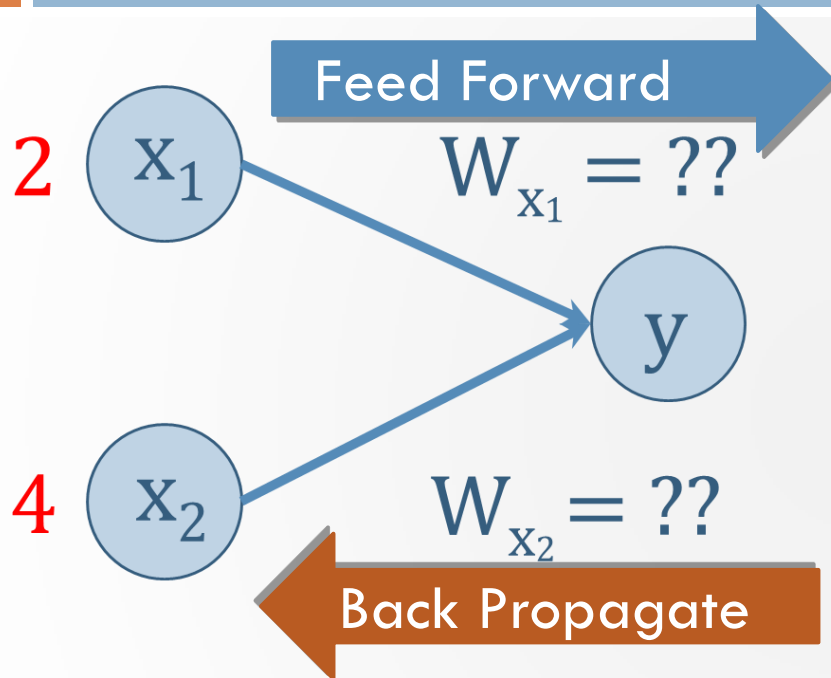 Feed Forward
2 x₁ Wₓ₁ = ??
y
4 x₂ Wₓ₂ = ??
Back Propagate